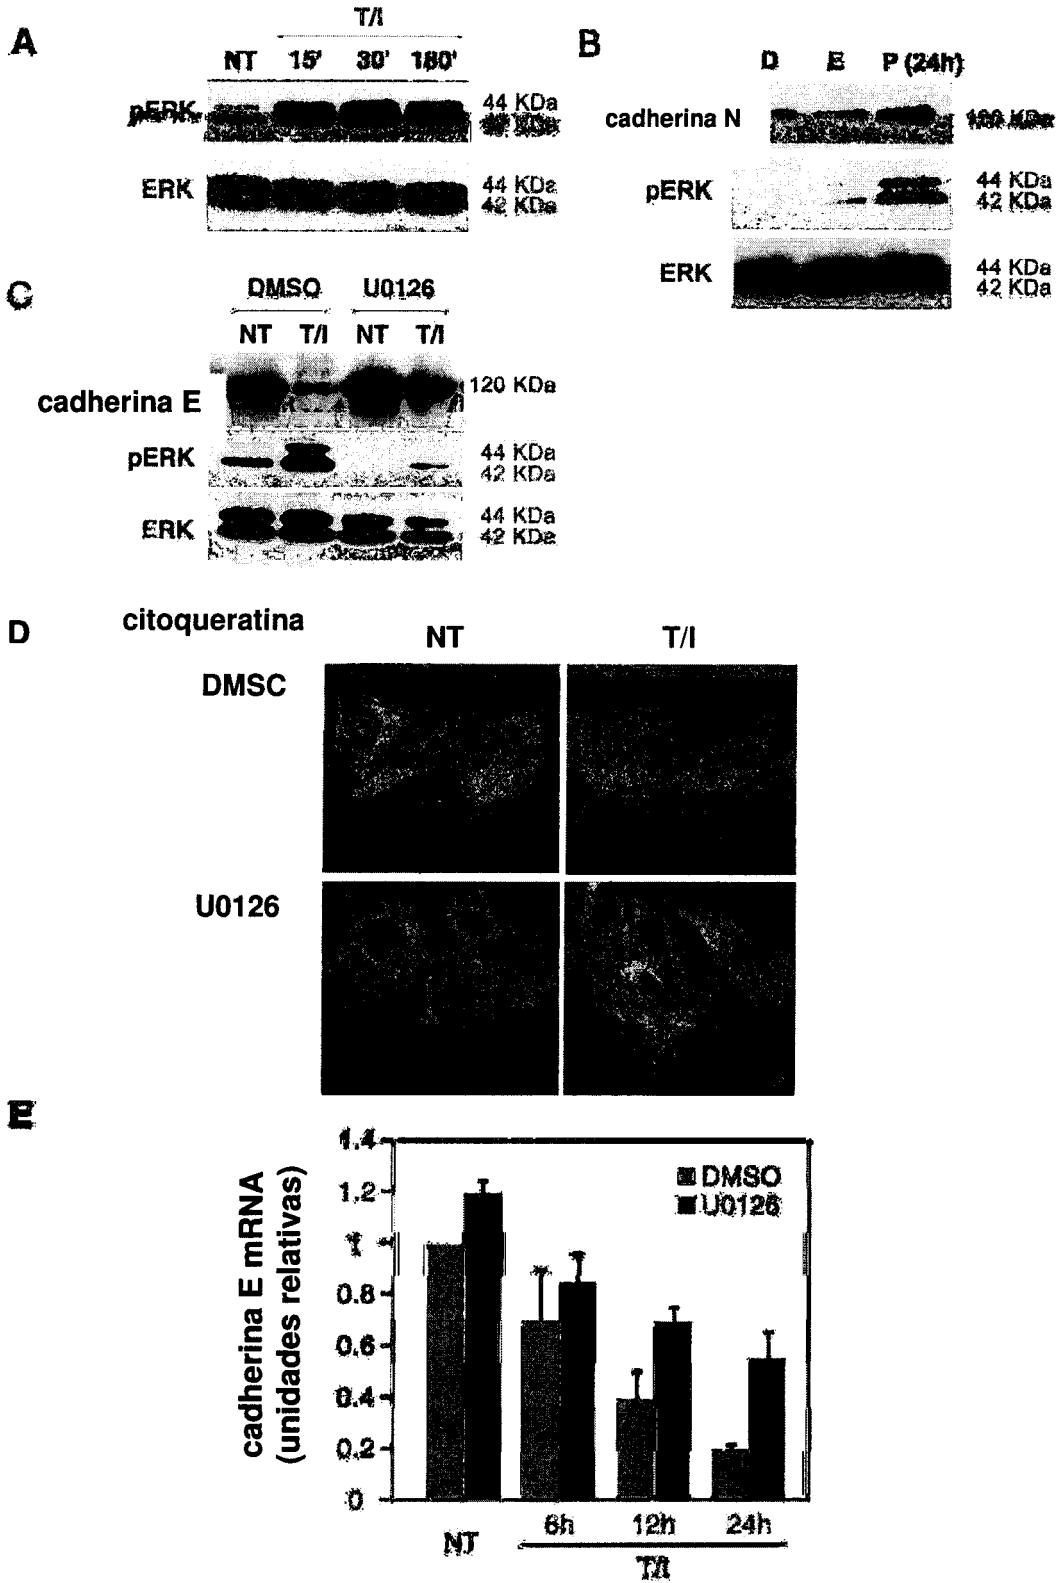 A
T/I
NT 15' 30' 180'
pERK
44 KDa
ERK
44 KDa
42 KDa
B
D E P (24h)
cadherina N
pERK
44 KDa
42 KDa
ERK
44 KDa
42 KDa
C
DMSO U0126
NT T/I NT T/I
cadherina E
120 KDa
pERK
44 KDa
42 KDa
ERK
44 KDa
42 KDa
D
citoqueratina
NT T/I
DMSC
U0126
E
cadherina E mRNA
(unidades relativas)
1.4
1.2
1
0.8
0.6
0.4
0.2
0
DMSO
U0126
NT
6h 12h 24h
T/I